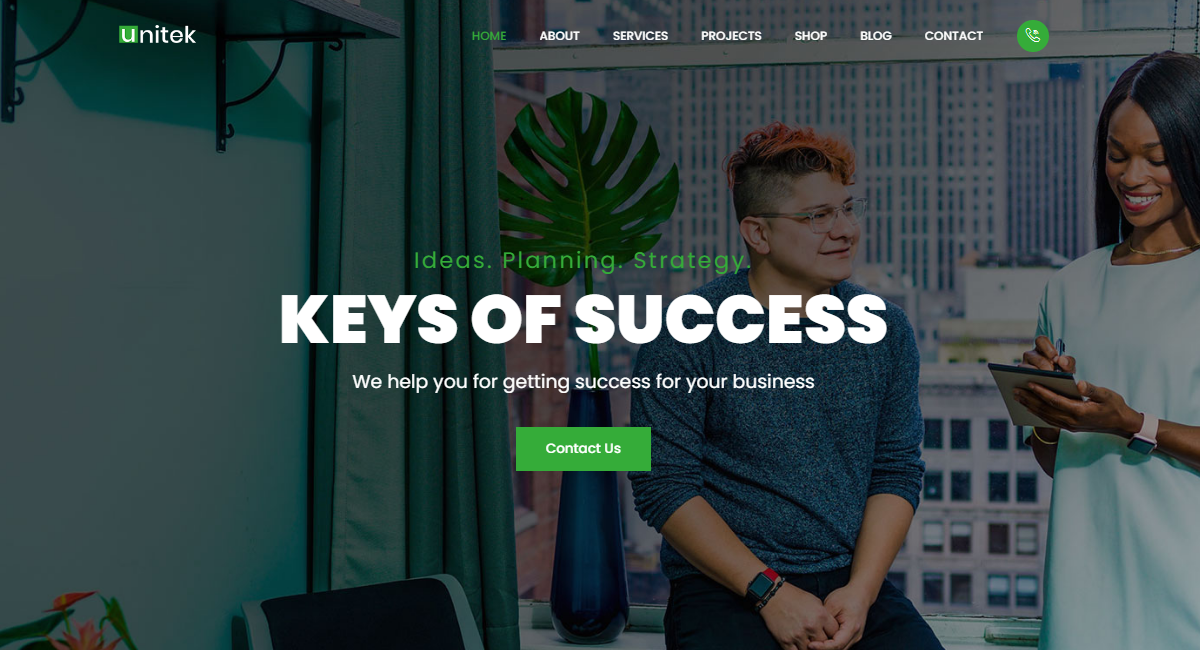 unitek
HOME ABOUT SERVICES PROJECTS SHOP BLOG CONTACT
Ideas. Planning. Strategy.
KEYS OF SUCCESS
We help you for getting success for your business
Contact Us